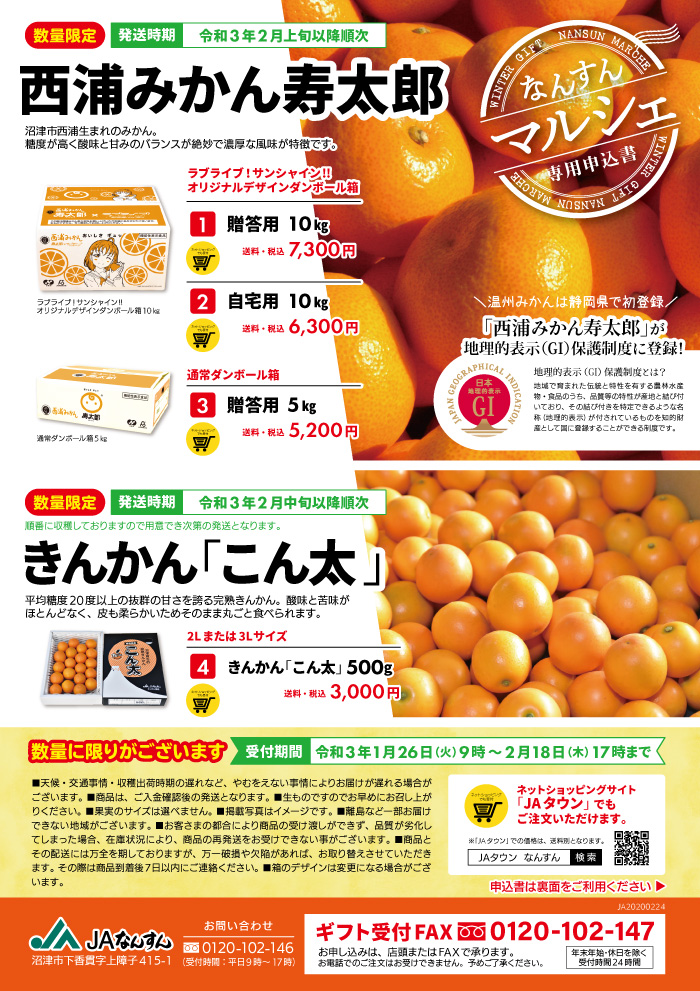 数量限定
発送時期 令和3年2月上旬以降順次
西浦みかん寿太郎
沼津市西浦生まれのみかん。
糖度が高く酸味と甘みのバランスが絶妙で濃厚な風味が特徴です。
WINTER GIFT NANSUN MARCHE
なんすん
マルシェ
専用申込書
WINTER GIFT NANSUN MARCHE
ラブライブ!サンシャイン!!
オリジナルデザインダンボール箱
1 贈答用 10kg
送料・税込 7,300円
2 自宅用 10kg
送料・税込 6,300円
西浦みかん
寿太郎
おいしさ ギュッ
ラブライブ!サンシャイン!!
オリジナルデザインダンボール箱10kg
通常ダンボール箱
3 贈答用 5kg
送料・税込 5,200円
西浦みかん 寿太郎
通常ダンボール箱5kg
ネットショッピング
でも買可
\温州みかんは静岡県で初登録/
「西浦みかん寿太郎」が
地理的表示(GI)保護制度に登録!
JAPAN GEOGRAPHICAL INDICATION
日本
地理的表示
GI
地理的表示(GI)保護制度とは?
地域で育まれた伝統と特性を有する農林水産
物・食品のうち、品質等の特性が産地と結び付
いており、その結び付きを特定できるような名
称(地理的表示)が付されているものを知的財
産として国に登録することができる制度です。
数量限定
発送時期 令和3年2月中旬以降順次
順番に収穫しておりますので用意でき次第の発送となります。
きんかん「こん太」
平均糖度20度以上の抜群の甘さを誇る完熟きんかん。酸味と苦味が
ほとんどなく、皮も柔らかいためそのまま丸ごと食べられます。
こん太
2Lまたは3Lサイズ
4 きんかん「こん太」500g
送料・税込 3,000円
数量に限りがございます
受付期間 令和3年1月26日(火)9時～2月18日(木)17時まで
■天候・交通事情・収穫出荷時期の遅れなど、やむをえない事情によりお届けが遅れる場合が
ございます。■商品は、ご入金確認後の発送となります。■生ものですのでお早めにお召し上が
りください。■果実のサイズは選べません。■掲載写真はイメージです。■離島など一部お届け
できない地域がございます。■お客さまの都合により商品の受け渡しができず、品質が劣化し
てしまった場合、在庫状況により、商品の再発送をお受けできない事がございます。■商品と
その配送には万全を期しておりますが、万一破損や欠陥があれば、お取り替えさせていただき
ます。その際は商品到着後7日以内にご連絡ください。■箱のデザインは変更になる場合がござ
います。
ネットショッピングサイト
「JAタウン」でも
ご注文いただけます。
※「JAタウン」での価格は、送料別となります。
JAタウン なんすん 検索
申込書は裏面をご利用ください ▶
JA20200224
JAなんすん
沼津市下香貫字上障子415-1
お問い合わせ
0120-102-146
(受付時間:平日9時～17時)
ギフト受付FAX 0120-102-147
お申し込みは、店頭またはFAXで承ります。
お電話でのご注文はお受けできません。予めご了承ください。
年末年始・休日を除く
受付時間24時間